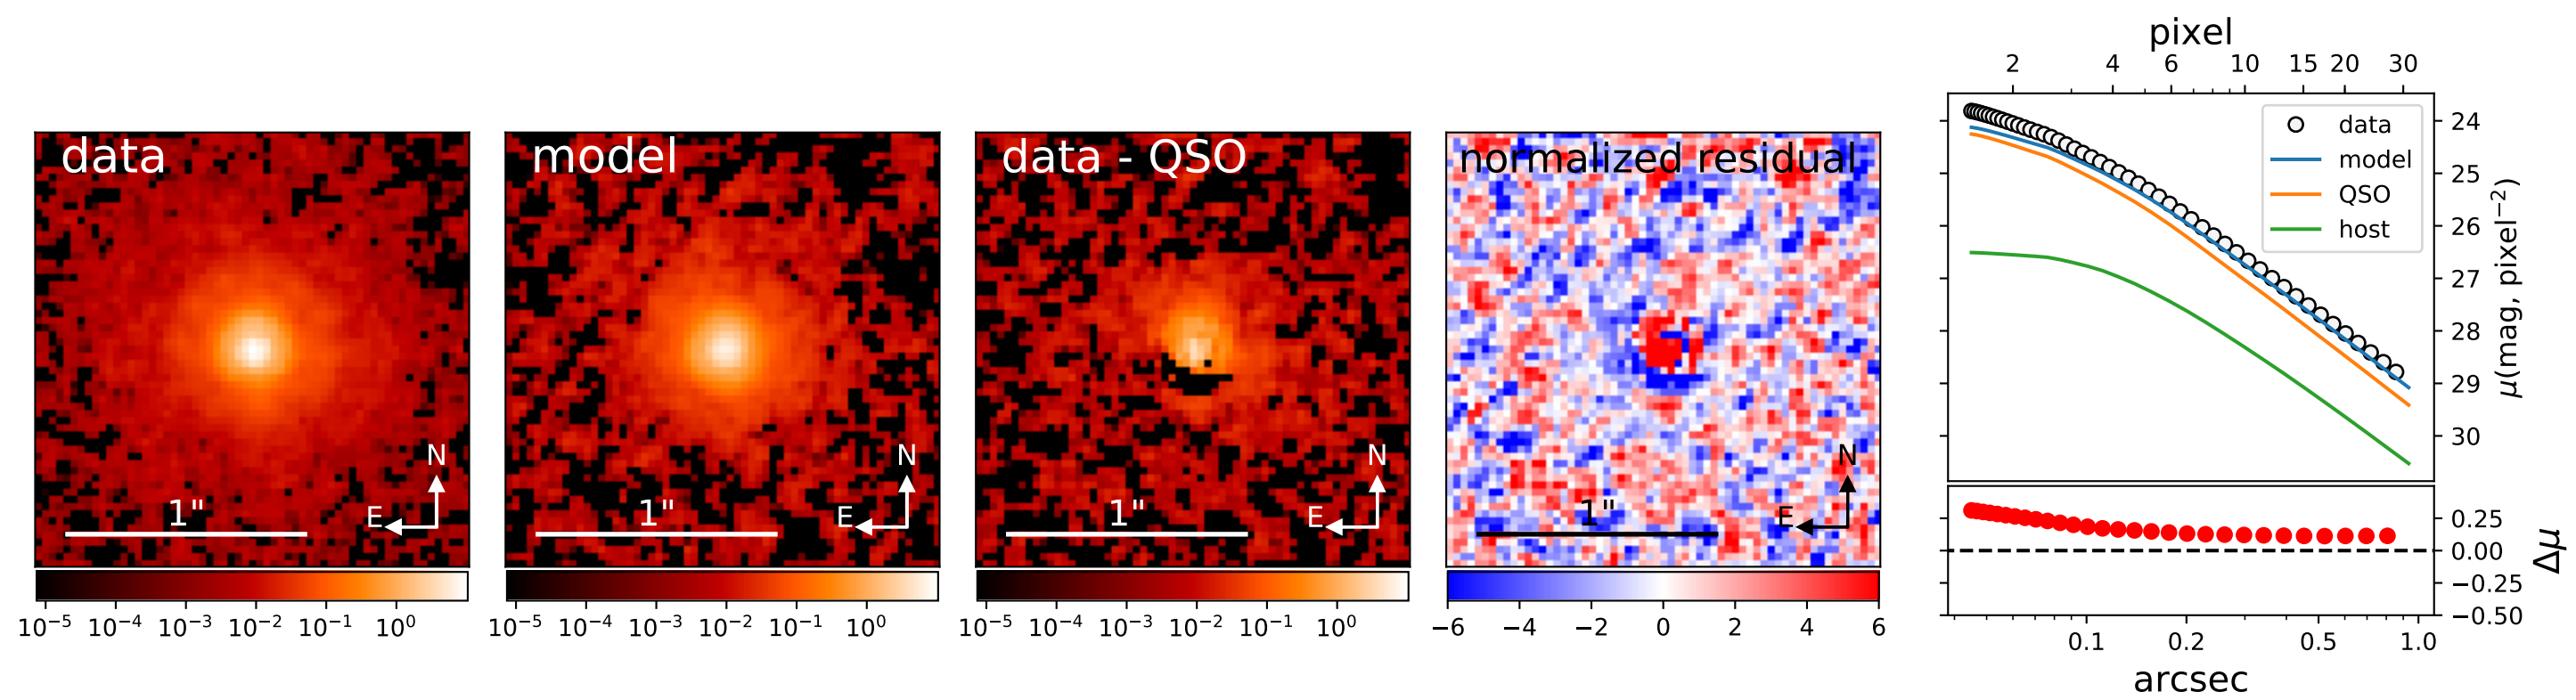 data
N
1"
E
10⁻⁵ 10⁻⁴ 10⁻³ 10⁻² 10⁻¹ 10⁰
model
N
1"
E
10⁻⁵ 10⁻⁴ 10⁻³ 10⁻² 10⁻¹ 10⁰
data - QSO
N
1"
E
10⁻⁵ 10⁻⁴ 10⁻³ 10⁻² 10⁻¹ 10⁰
normalized residual
N
1"
E
−6 −4 −2 0 2 4 6
pixel
2 4 6 10 15 20 30
data
model
QSO
host
24
25
26
27
28
29
30
μ(mag, pixel⁻²)
0.25
0.00
−0.25
−0.50
Δμ
0.1 0.2 0.5 1.0
arcsec